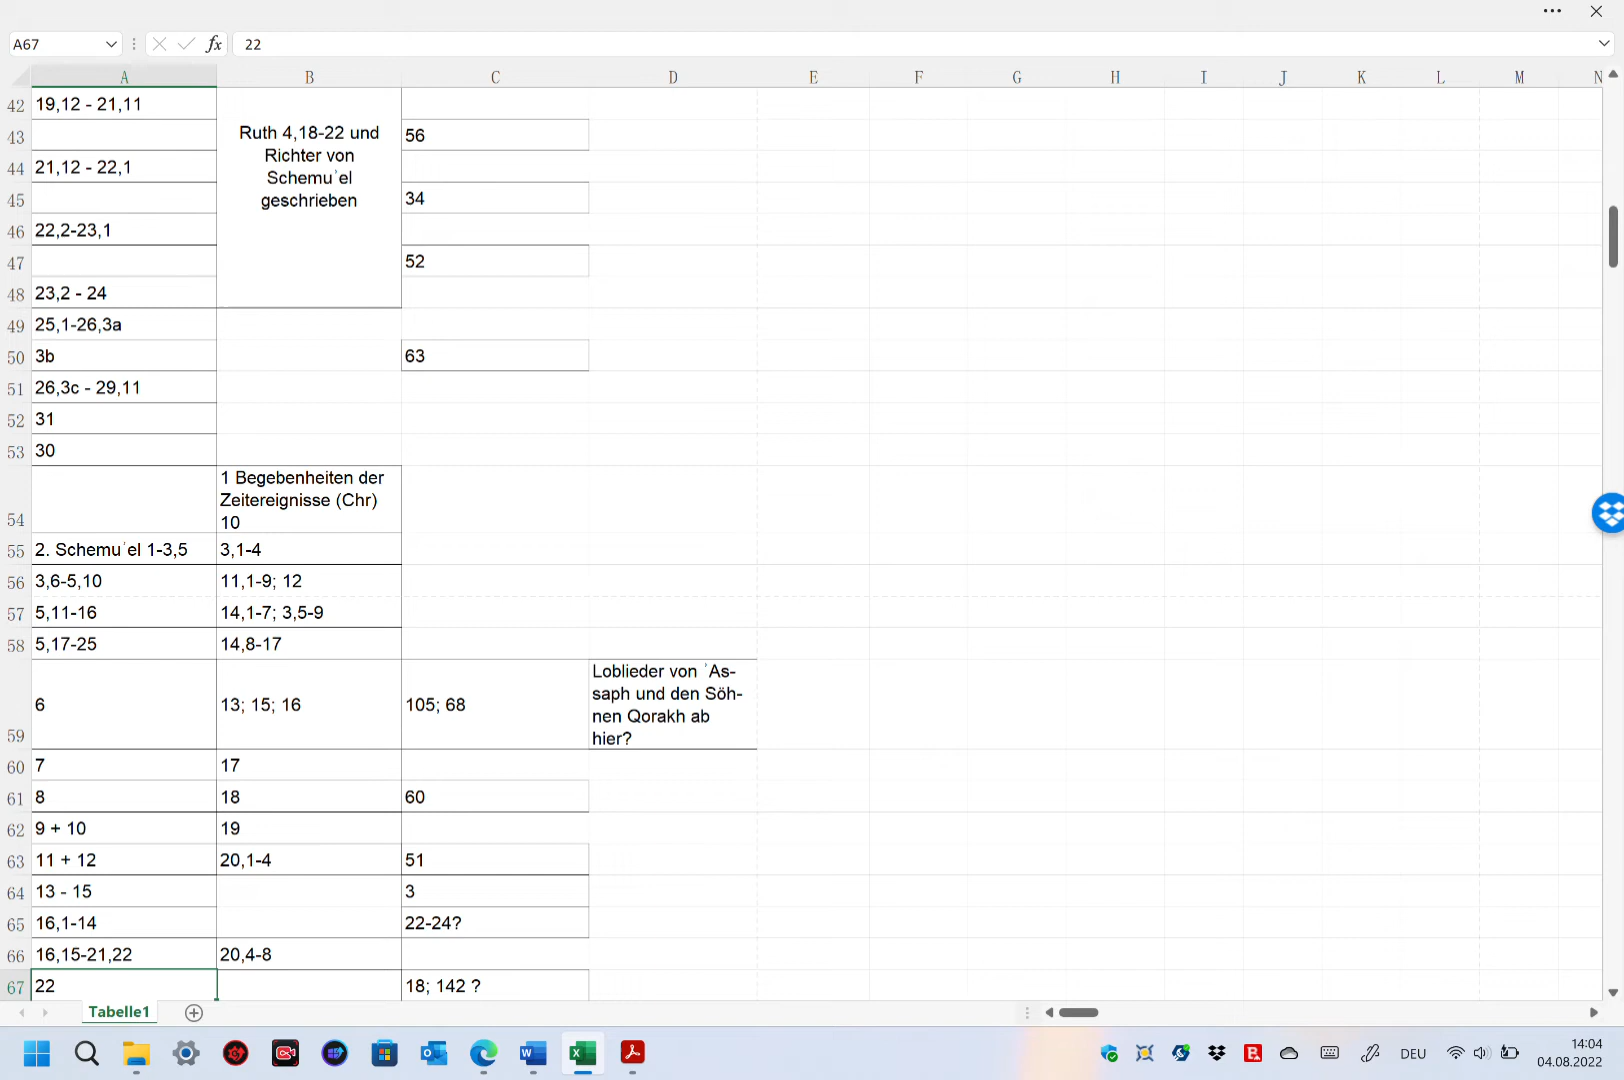 A67
fx
22
A B C D E F G H I J K L M N
42 19,12 - 21,11
43 56
Ruth 4,18-22 und
Richter von
Schemuʾel
geschrieben
44 21,12 - 22,1
45 34
46 22,2-23,1
47 52
48 23,2 - 24
49 25,1-26,3a
50 3b 63
51 26,3c - 29,11
52 31
53 30
54
1 Begebenheiten der
Zeitereignisse (Chr)
10
55 2. Schemuʾel 1-3,5 3,1-4
56 3,6-5,10 11,1-9; 12
57 5,11-16 14,1-7; 3,5-9
58 5,17-25 14,8-17
59 6 13; 15; 16 105; 68
Loblieder von ʾAs-
saph und den Söh-
nen Qorakh ab
hier?
60 7 17
61 8 18 60
62 9 + 10 19
63 11 + 12 20,1-4 51
64 13 - 15 3
65 16,1-14 22-24?
66 16,15-21,22 20,4-8
67 22 18; 142 ?
Tabelle1
DEU
14:04
04.08.2022